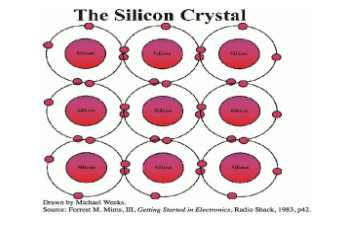 The Silicon Crystal
Silicon Silicon Silicon
Silicon Silicon Silicon
Silicon Silicon Silicon
Drawn by Michael Weeks.
Source: Forrest M. Mims, III, Getting Started in Electronics, Radio Shack, 1983, p42.